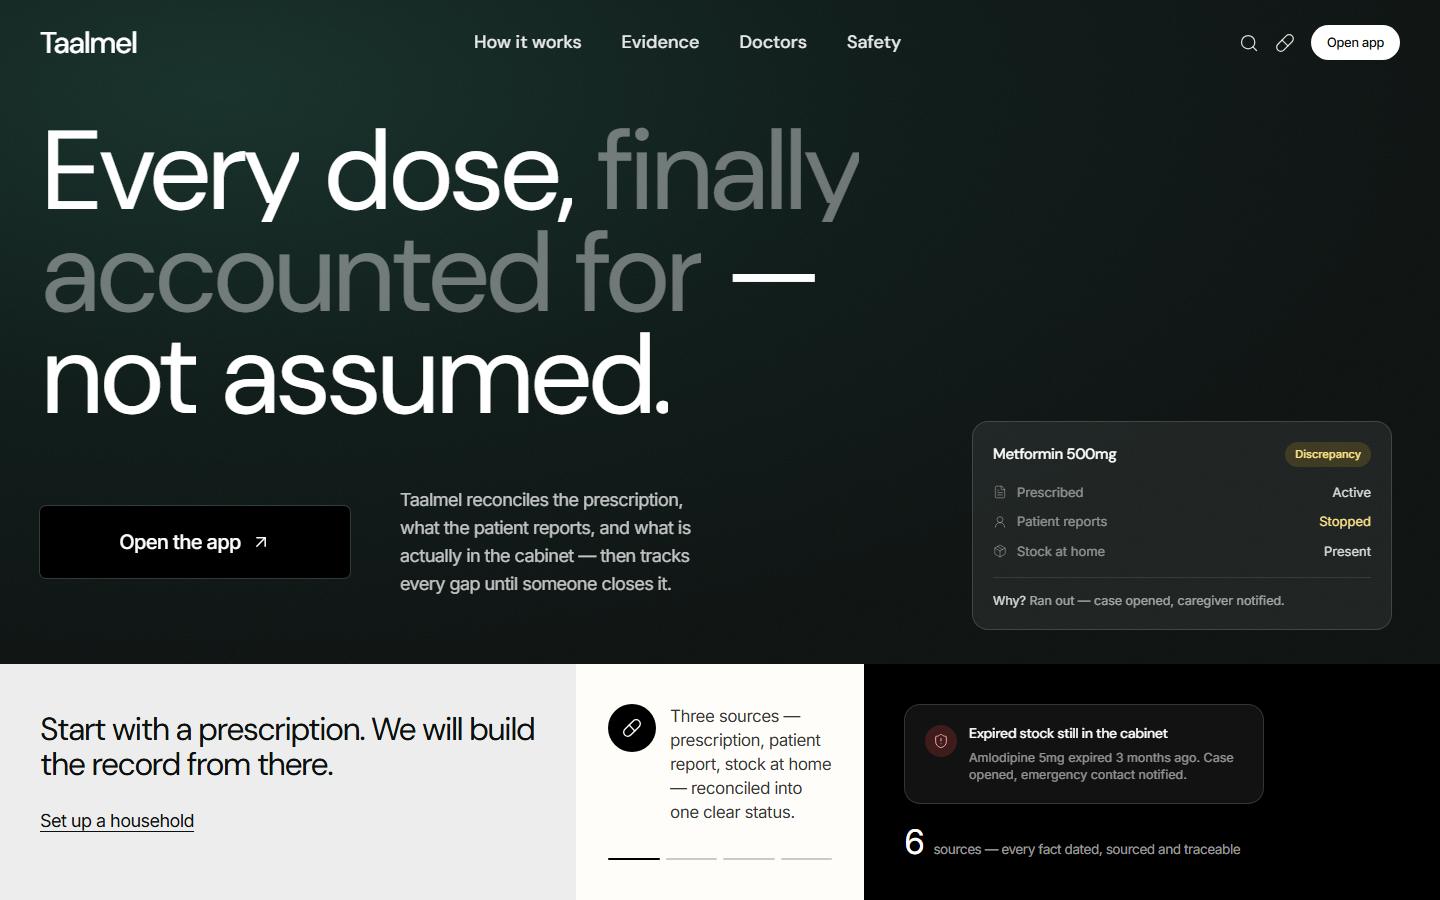 Taalmel
How it works
Evidence
Doctors
Safety
Open app
Every dose, finally
accounted for —
not assumed.
Open the app
Taalmel reconciles the prescription,
what the patient reports, and what is
actually in the cabinet — then tracks
every gap until someone closes it.
Metformin 500mg
Discrepancy
Prescribed
Active
Patient reports
Stopped
Stock at home
Present
Why? Ran out — case opened, caregiver notified.
Start with a prescription. We will build
the record from there.
Set up a household
Three sources —
prescription, patient
report, stock at home
— reconciled into
one clear status.
Expired stock still in the cabinet
Amlodipine 5mg expired 3 months ago. Case
opened, emergency contact notified.
6 sources — every fact dated, sourced and traceable